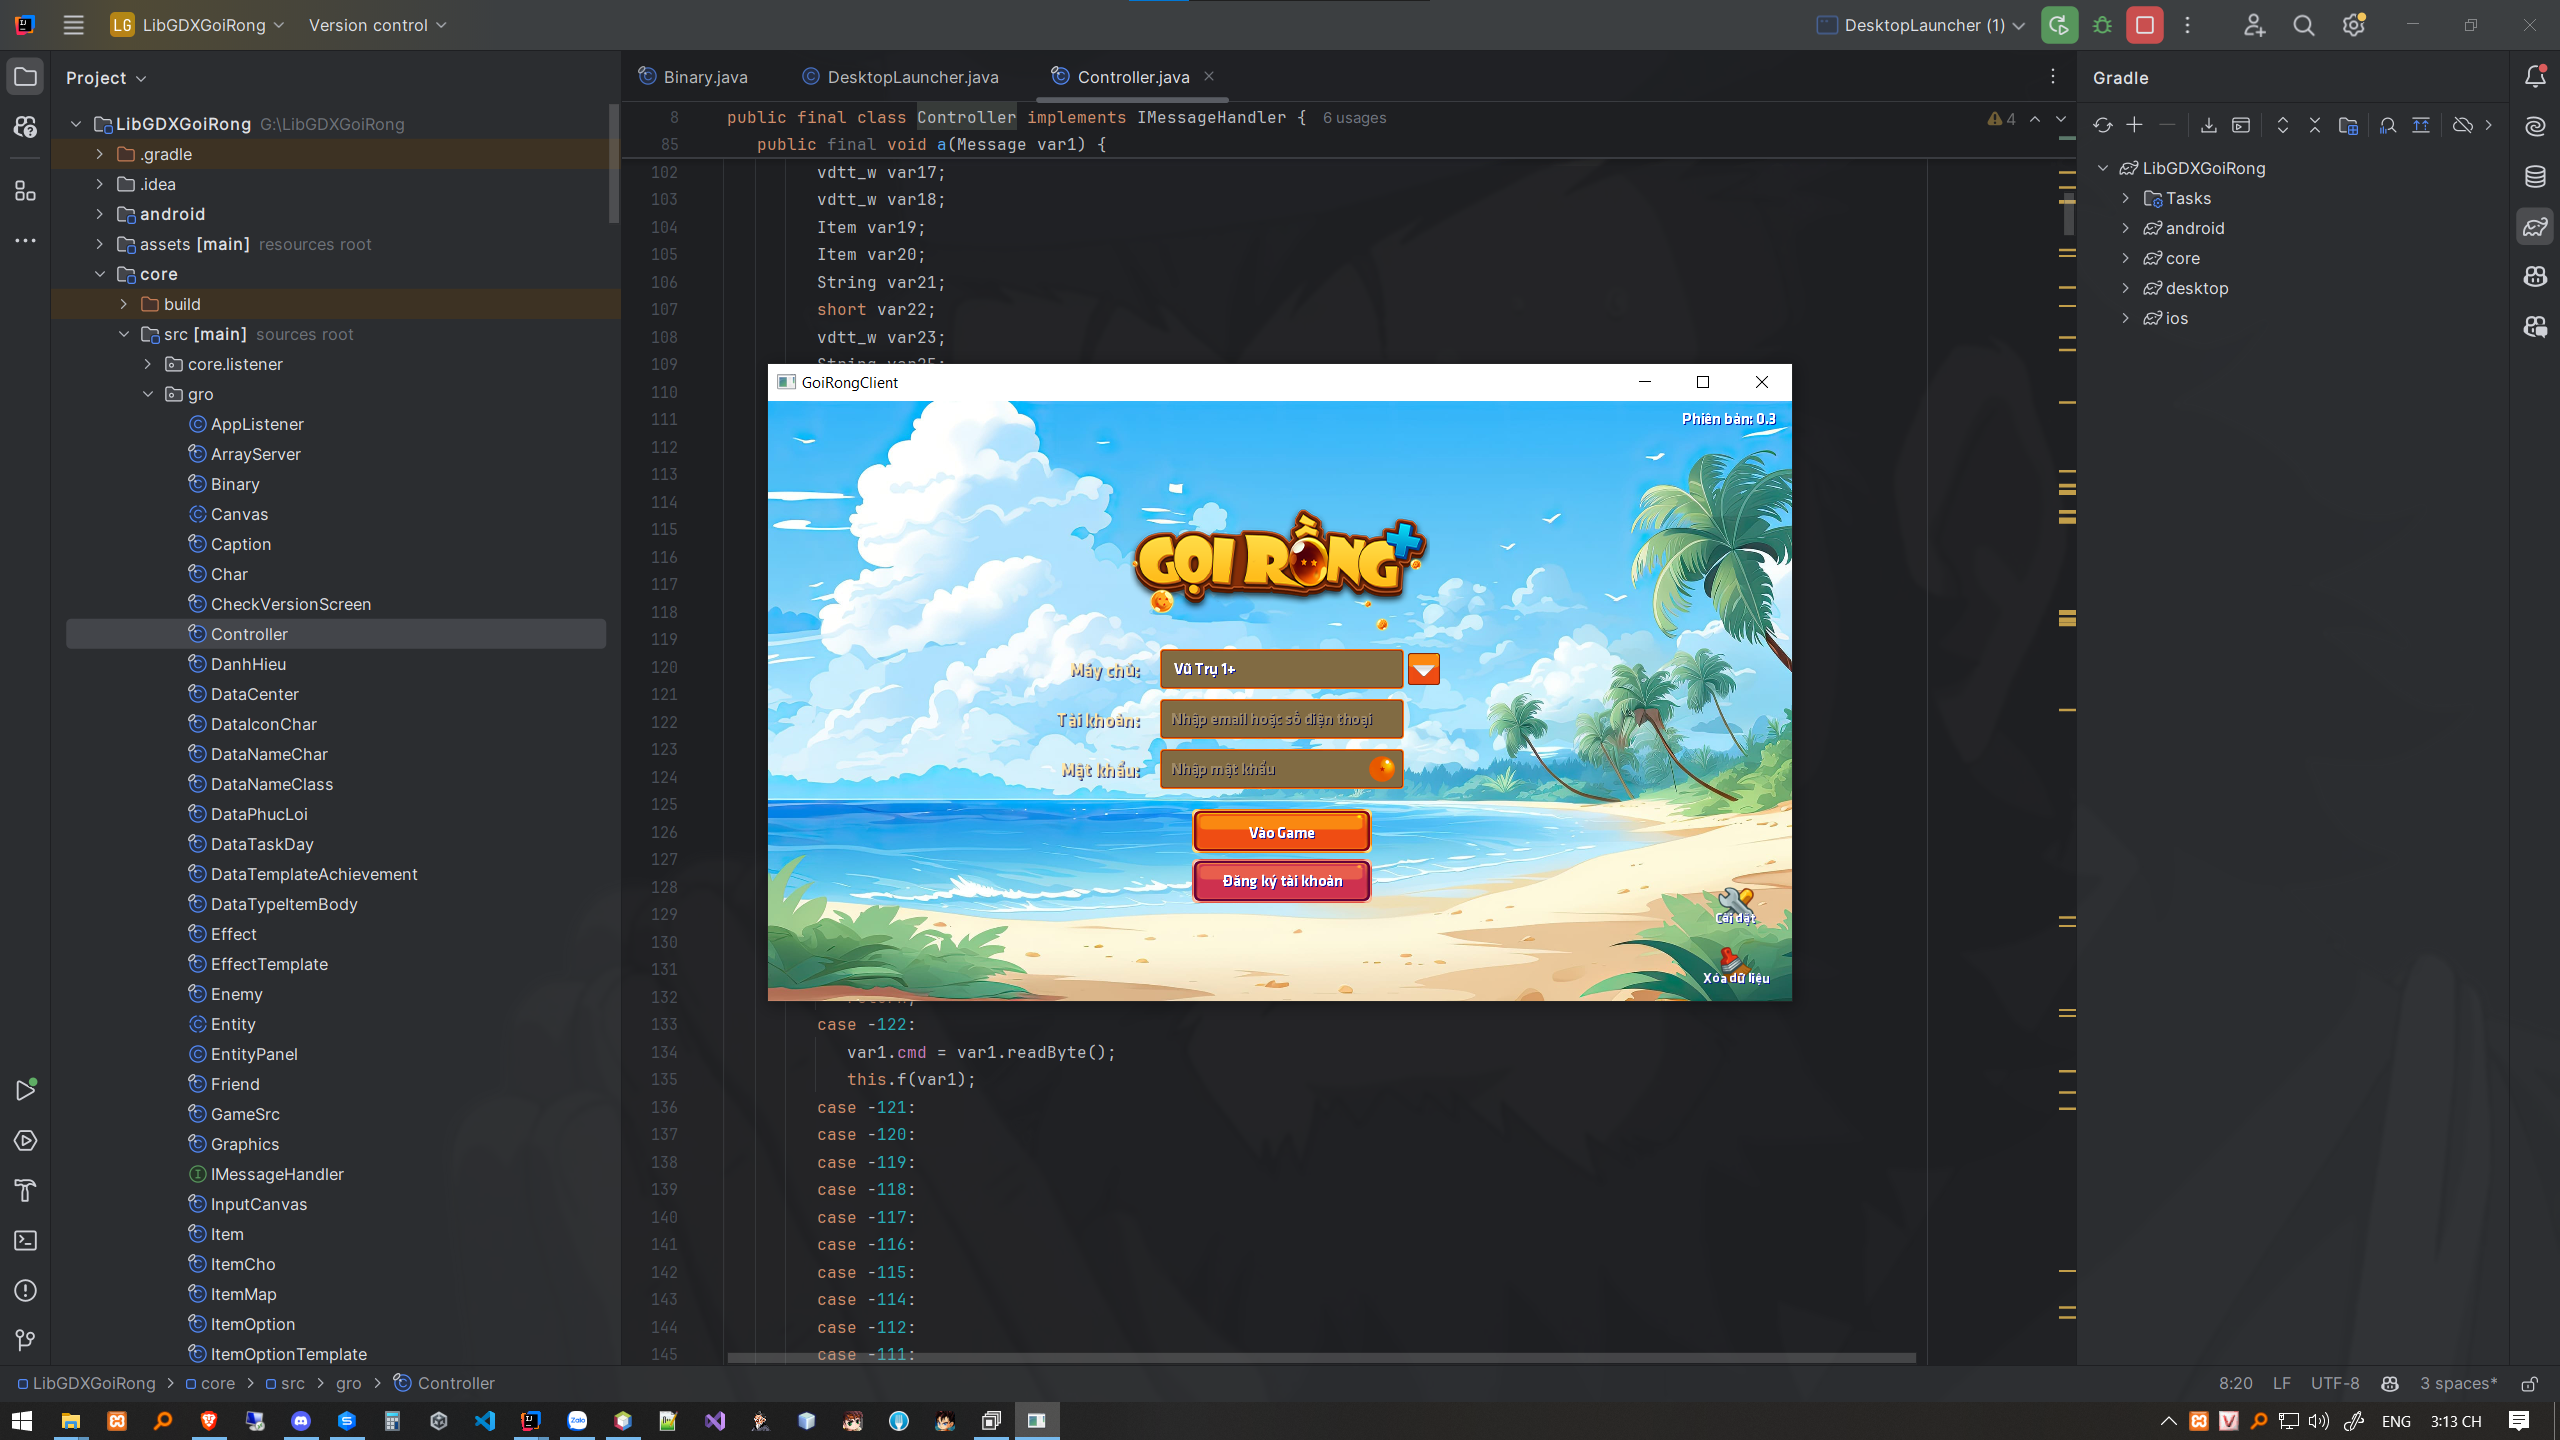 LG LibGDXGoiRong Version control DesktopLauncher (1)
Project
LibGDXGoiRong G:\LibGDXGoiRong
.gradle
.idea
android
assets [main] resources root
core
build
src [main] sources root
core.listener
gro
AppListener
ArrayServer
Binary
Canvas
Caption
Char
CheckVersionScreen
Controller
DanhHieu
DataCenter
DataIconChar
DataNameChar
DataNameClass
DataPhucLoi
DataTaskDay
DataTemplateAchievement
DataTypeItemBody
Effect
EffectTemplate
Enemy
Entity
EntityPanel
Friend
GameSrc
Graphics
IMessageHandler
InputCanvas
Item
ItemCho
ItemMap
ItemOption
ItemOptionTemplate
Binary.java DesktopLauncher.java Controller.java
8 public final class Controller implements IMessageHandler { 6 usages 4
85 public final void a(Message var1) {
102 vdtt_w var17;
103 vdtt_w var18;
104 Item var19;
105 Item var20;
106 String var21;
107 short var22;
108 vdtt_w var23;
109 String var25;
110
111
112
113
114
115
116
117
118
119
120
121
122
123
124
125
126
127
128
129
130
131
132 return;
133 case -122:
134 var1.cmd = var1.readByte();
135 this.f(var1);
136 case -121:
137 case -120:
138 case -119:
139 case -118:
140 case -117:
141 case -116:
142 case -115:
143 case -114:
144 case -112:
145 case -111:
GoiRongClient
Phiên bản: 0.3
GỌI RỒNG+
Máy chủ: Vũ Trụ 1+
Tài khoản: Nhập email hoặc số điện thoại
Mật khẩu: Nhập mật khẩu
Vào Game
Đăng ký tài khoản
Cài đặt
Xóa dữ liệu
Gradle
LibGDXGoiRong
Tasks
android
core
desktop
ios
LibGDXGoiRong > core > src > gro > Controller 8:20 LF UTF-8 3 spaces*
ENG 3:13 CH